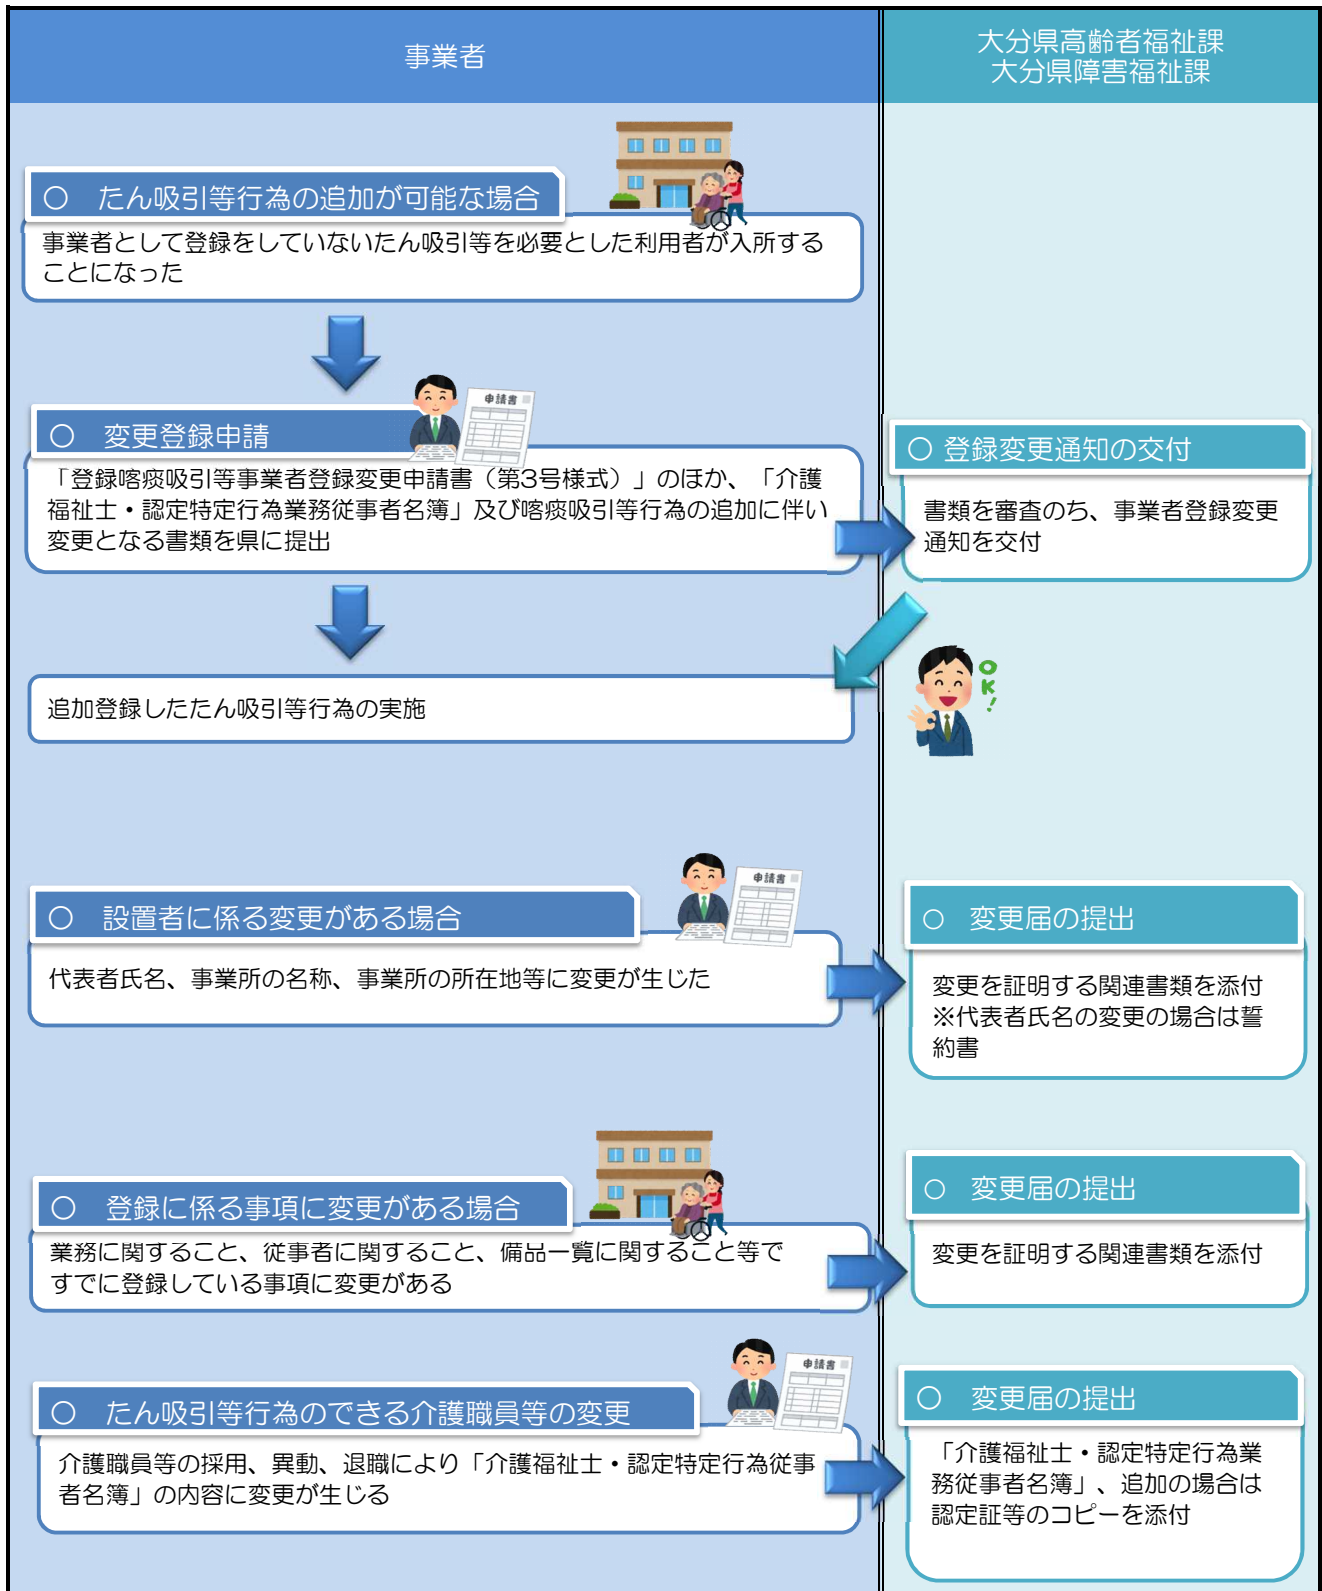 事業者
大分県高齢者福祉課
大分県障害福祉課
○　たん吸引等行為の追加が可能な場合
事業者として登録をしていないたん吸引等を必要とした利用者が入所する
ことになった
○　変更登録申請
申請書
「登録喀痰吸引等事業者登録変更申請書（第3号様式）」のほか、「介護
福祉士・認定特定行為業務従事者名簿」及び喀痰吸引等行為の追加に伴い
変更となる書類を県に提出
○ 登録変更通知の交付
書類を審査のち、事業者登録変更
通知を交付
追加登録したたん吸引等行為の実施
OK!
○　設置者に係る変更がある場合
申請書
代表者氏名、事業所の名称、事業所の所在地等に変更が生じた
○　変更届の提出
変更を証明する関連書類を添付
※代表者氏名の変更の場合は誓
約書
○　登録に係る事項に変更がある場合
業務に関すること、従事者に関すること、備品一覧に関すること等で
すでに登録している事項に変更がある
○　変更届の提出
変更を証明する関連書類を添付
○　たん吸引等行為のできる介護職員等の変更
申請書
介護職員等の採用、異動、退職により「介護福祉士・認定特定行為従事
者名簿」の内容に変更が生じる
○　変更届の提出
「介護福祉士・認定特定行為業
務従事者名簿」、追加の場合は
認定証等のコピーを添付